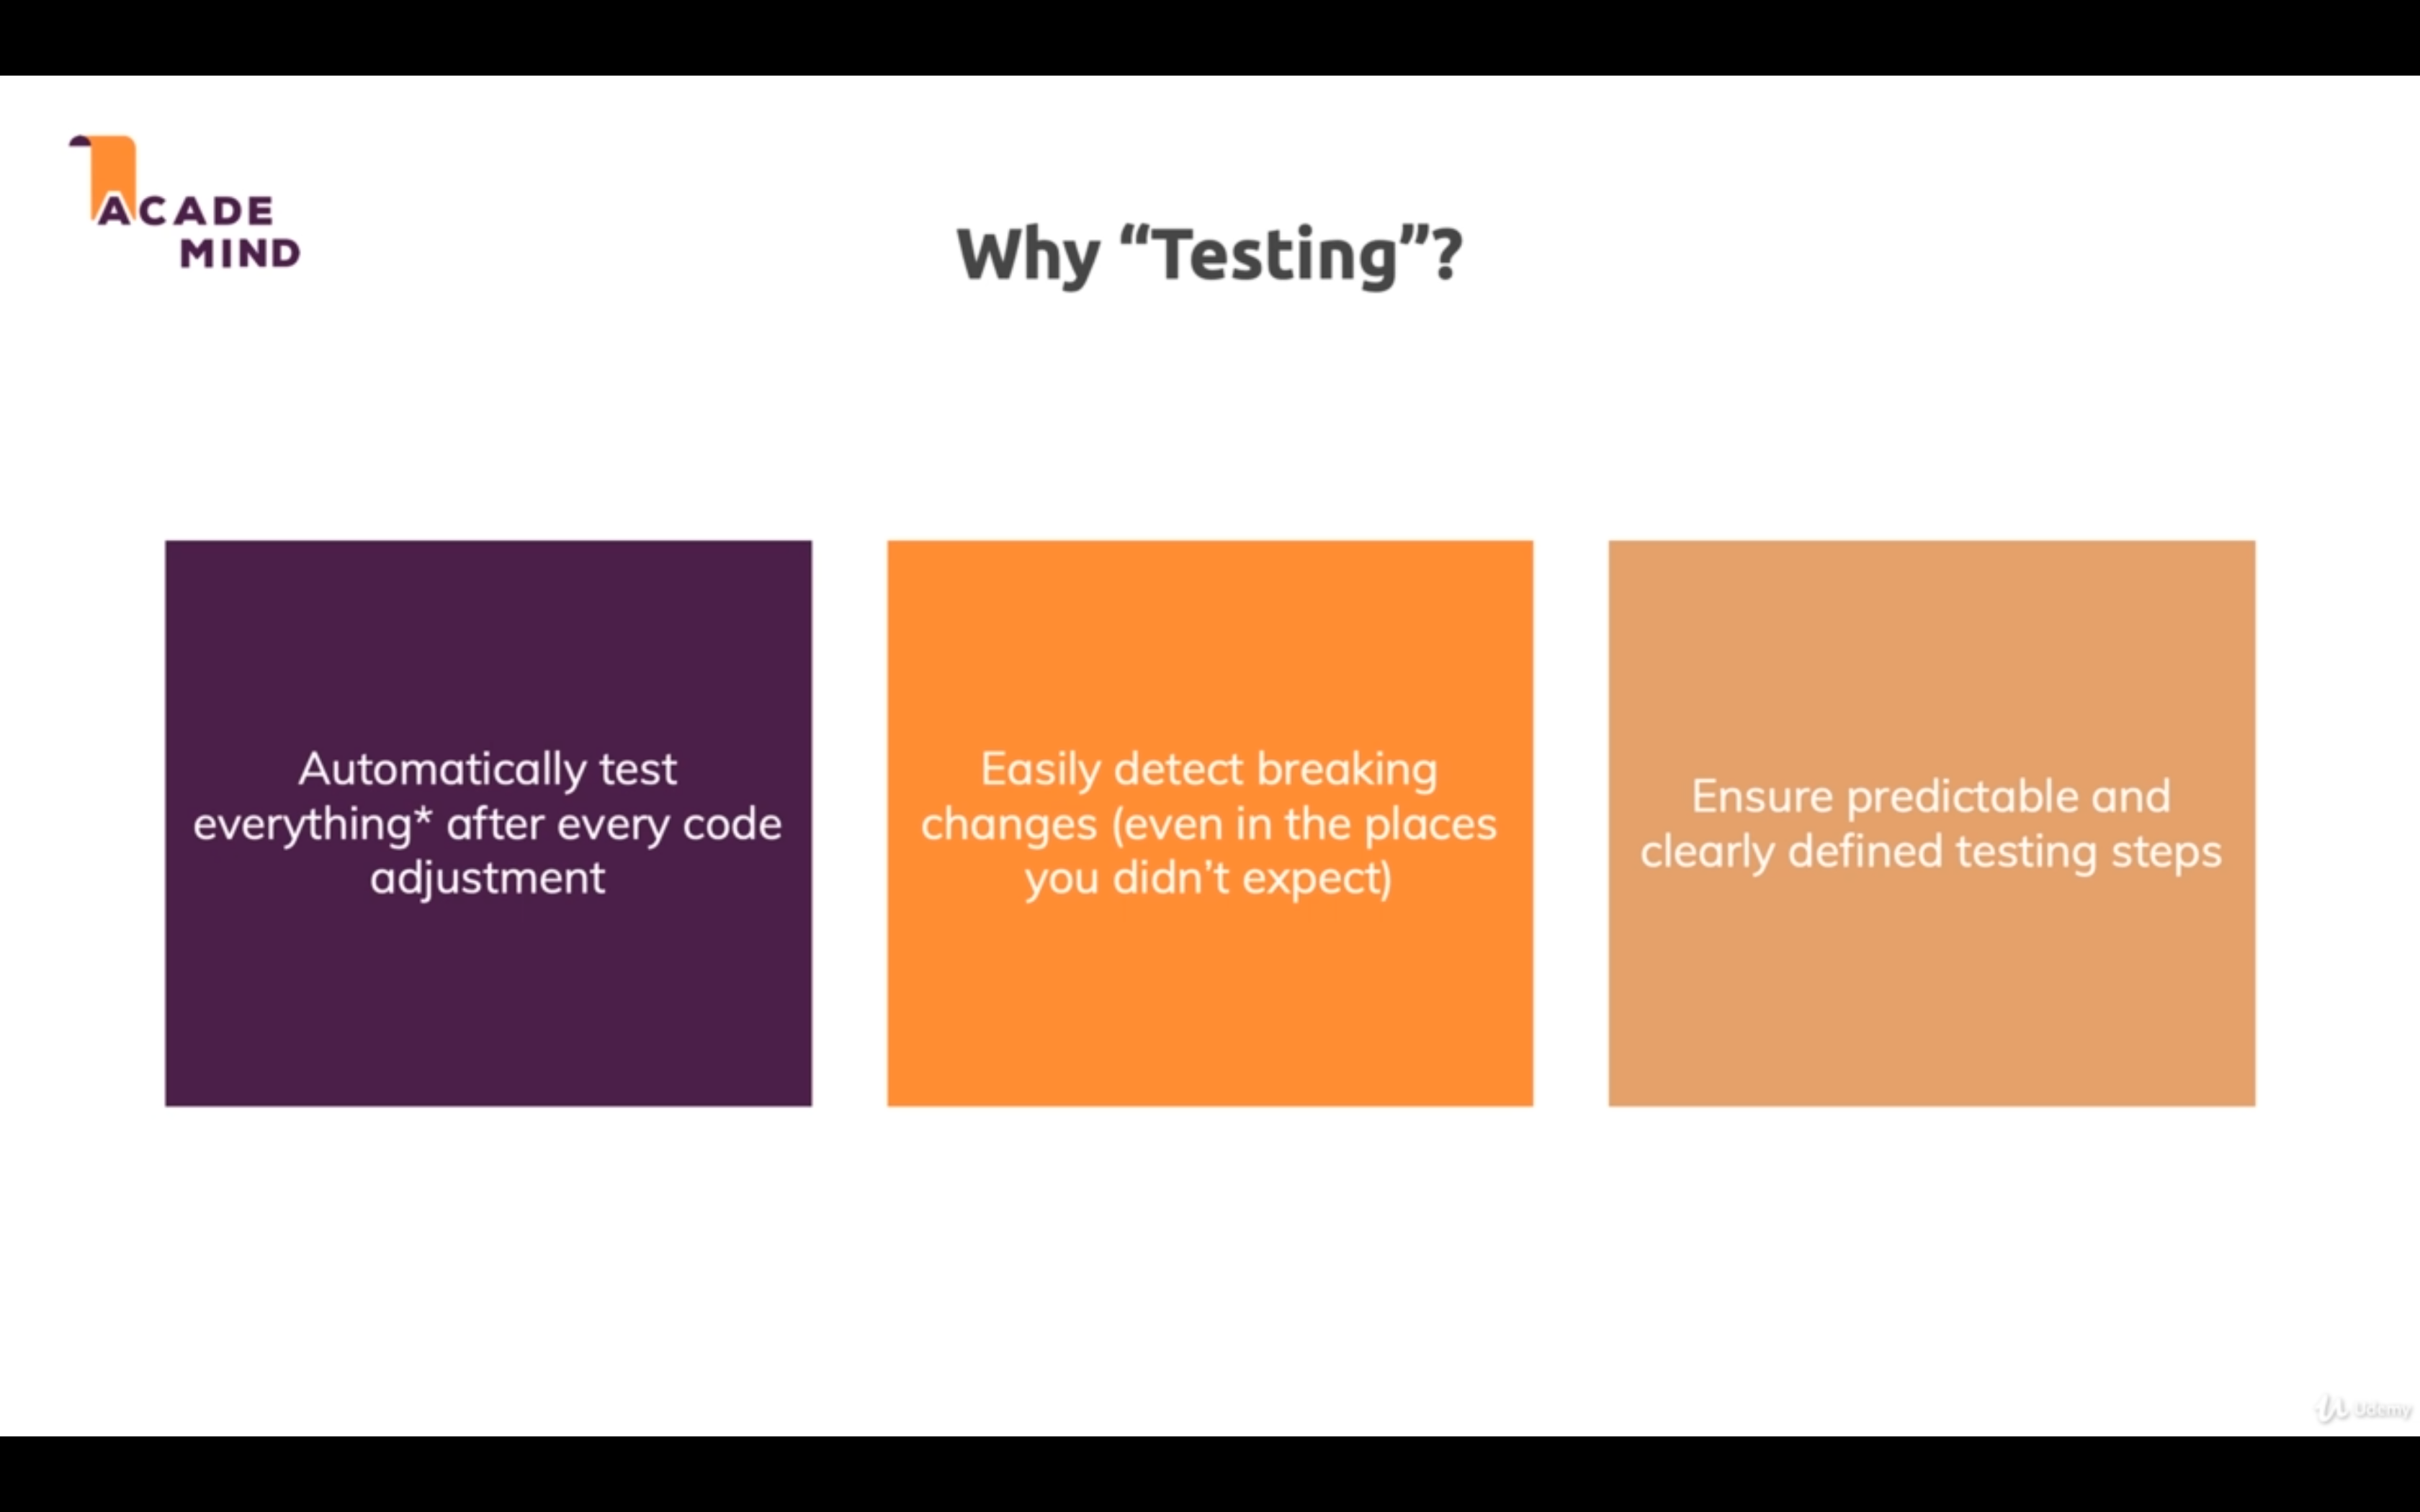 ACADE
MIND
Why “Testing”?
Automatically test
everything* after every code
adjustment
Easily detect breaking
changes (even in the places
you didn’t expect)
Ensure predictable and
clearly defined testing steps
Udemy